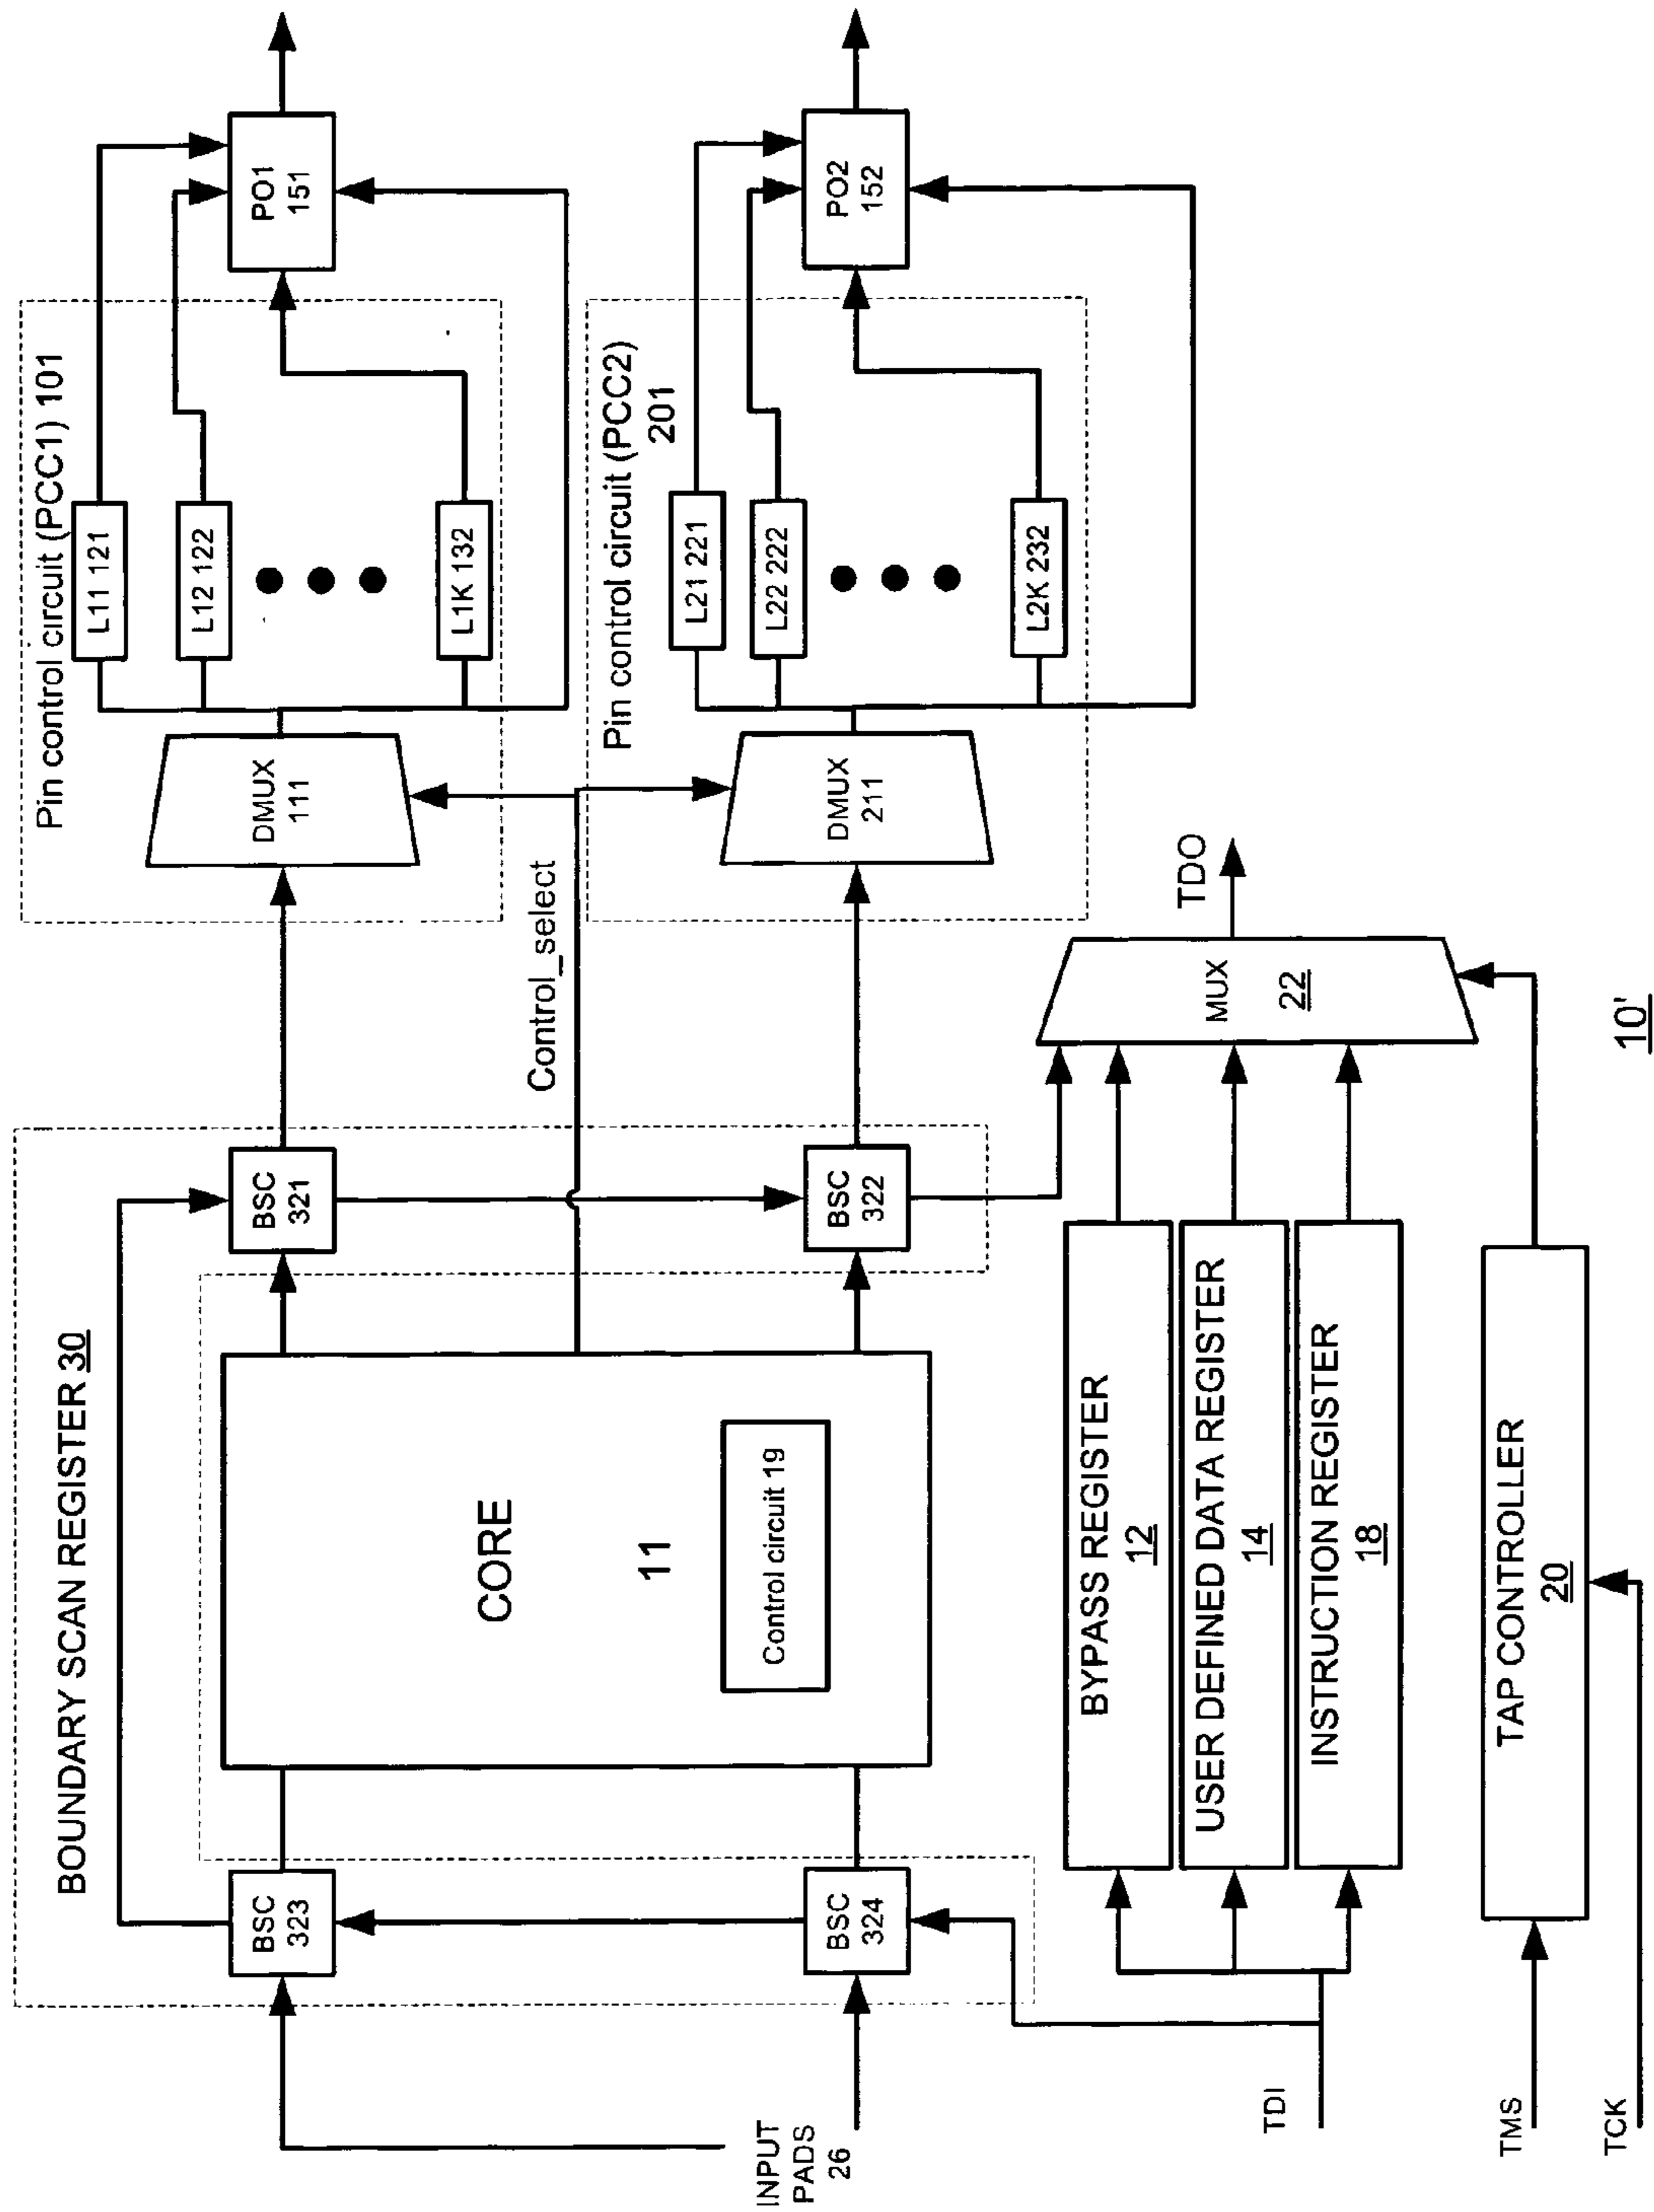 BOUNDARY SCAN REGISTER 30
Pin control circuit (PCC1) 101
BSC
323
BSC
321
DMUX
111
L11 121
L12 122
L1K 132
PO1
151
CORE
11
Control circuit 19
Control_select
Pin control circuit (PCC2)
201
BSC
324
BSC
322
DMUX
211
L21 221
L22 222
L2K 232
PO2
152
INPUT
PADS
26
BYPASS REGISTER
12
USER DEFINED DATA REGISTER
14
INSTRUCTION REGISTER
18
MUX
22
TDO
TDI
TAP CONTROLLER
20
TMS
TCK
10'